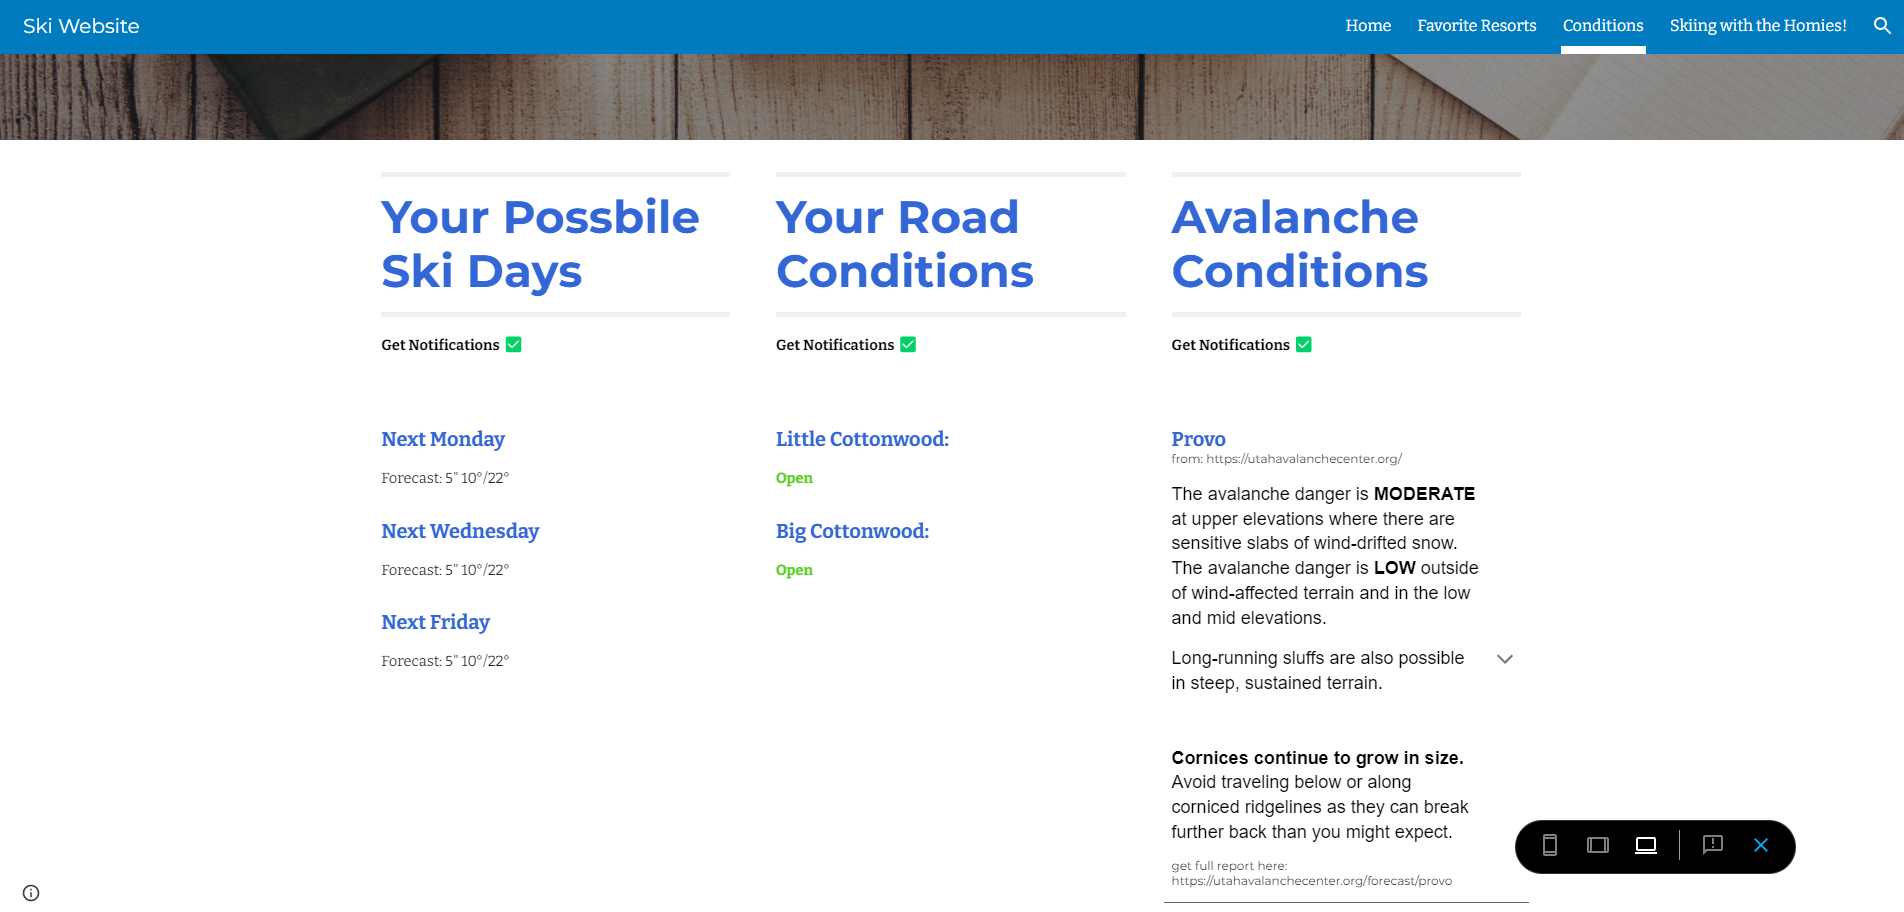 Ski Website
Home
Favorite Resorts
Conditions
Skiing with the Homies!
Your Possbile
Ski Days
Get Notifications
Next Monday
Forecast: 5" 10°/22°
Next Wednesday
Forecast: 5" 10°/22°
Next Friday
Forecast: 5" 10°/22°
Your Road
Conditions
Get Notifications
Little Cottonwood:
Open
Big Cottonwood:
Open
Avalanche
Conditions
Get Notifications
Provo
from: https://utahavalanchecenter.org/
The avalanche danger is MODERATE
at upper elevations where there are
sensitive slabs of wind-drifted snow.
The avalanche danger is LOW outside
of wind-affected terrain and in the low
and mid elevations.
Long-running sluffs are also possible
in steep, sustained terrain.
Cornices continue to grow in size.
Avoid traveling below or along
corniced ridgelines as they can break
further back than you might expect.
get full report here:
https://utahavalanchecenter.org/forecast/provo